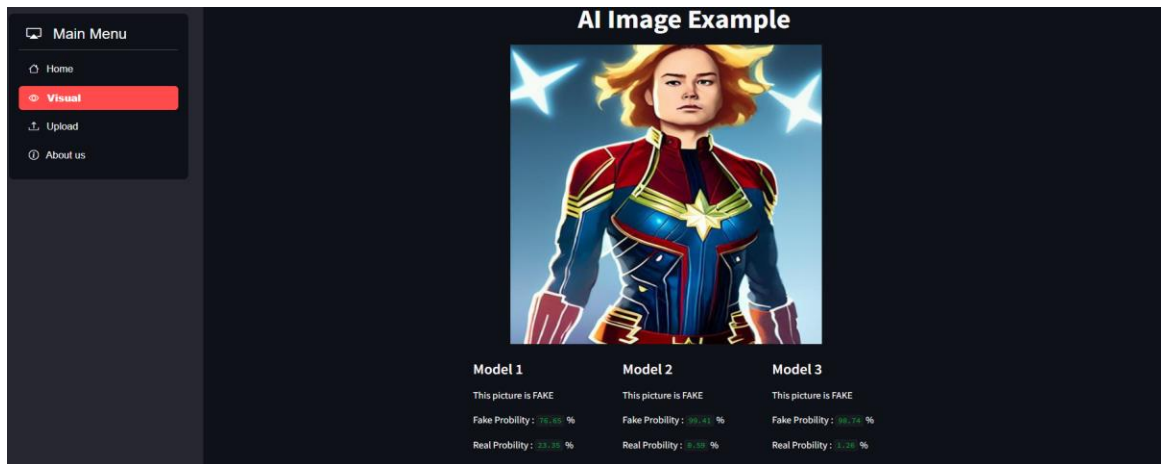 Main Menu
Home
Visual
Upload
About us
AI Image Example
Model 1
This picture is FAKE
Fake Probility : 76.65 %
Real Probility : 23.35 %
Model 2
This picture is FAKE
Fake Probility : 99.41 %
Real Probility : 0.59 %
Model 3
This picture is FAKE
Fake Probility : 98.74 %
Real Probility : 1.26 %